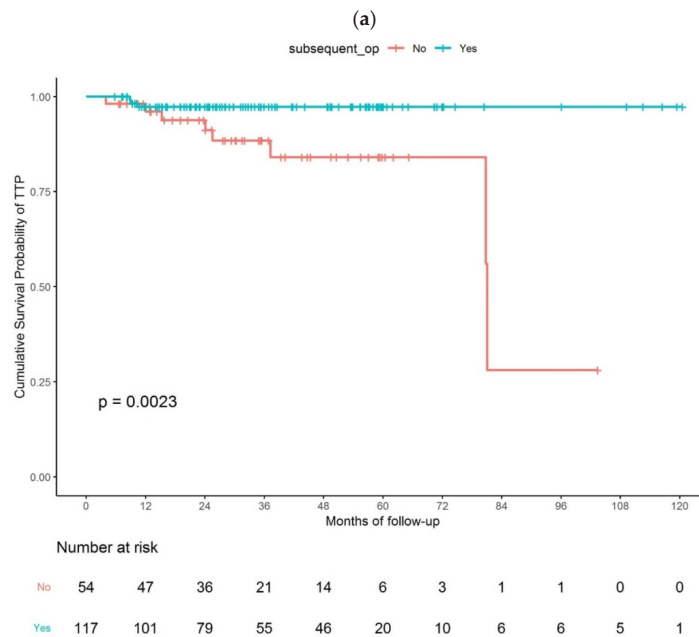 (a)
subsequent_op No Yes
Cumulative Survival Probability of TTP
1.00
0.75
0.50
0.25
0.00
p = 0.0023
0 12 24 36 48 60 72 84 96 108 120
Months of follow-up
Number at risk
No 54 47 36 21 14 6 3 1 1 0 0
Yes 117 101 79 55 46 20 10 6 6 5 1